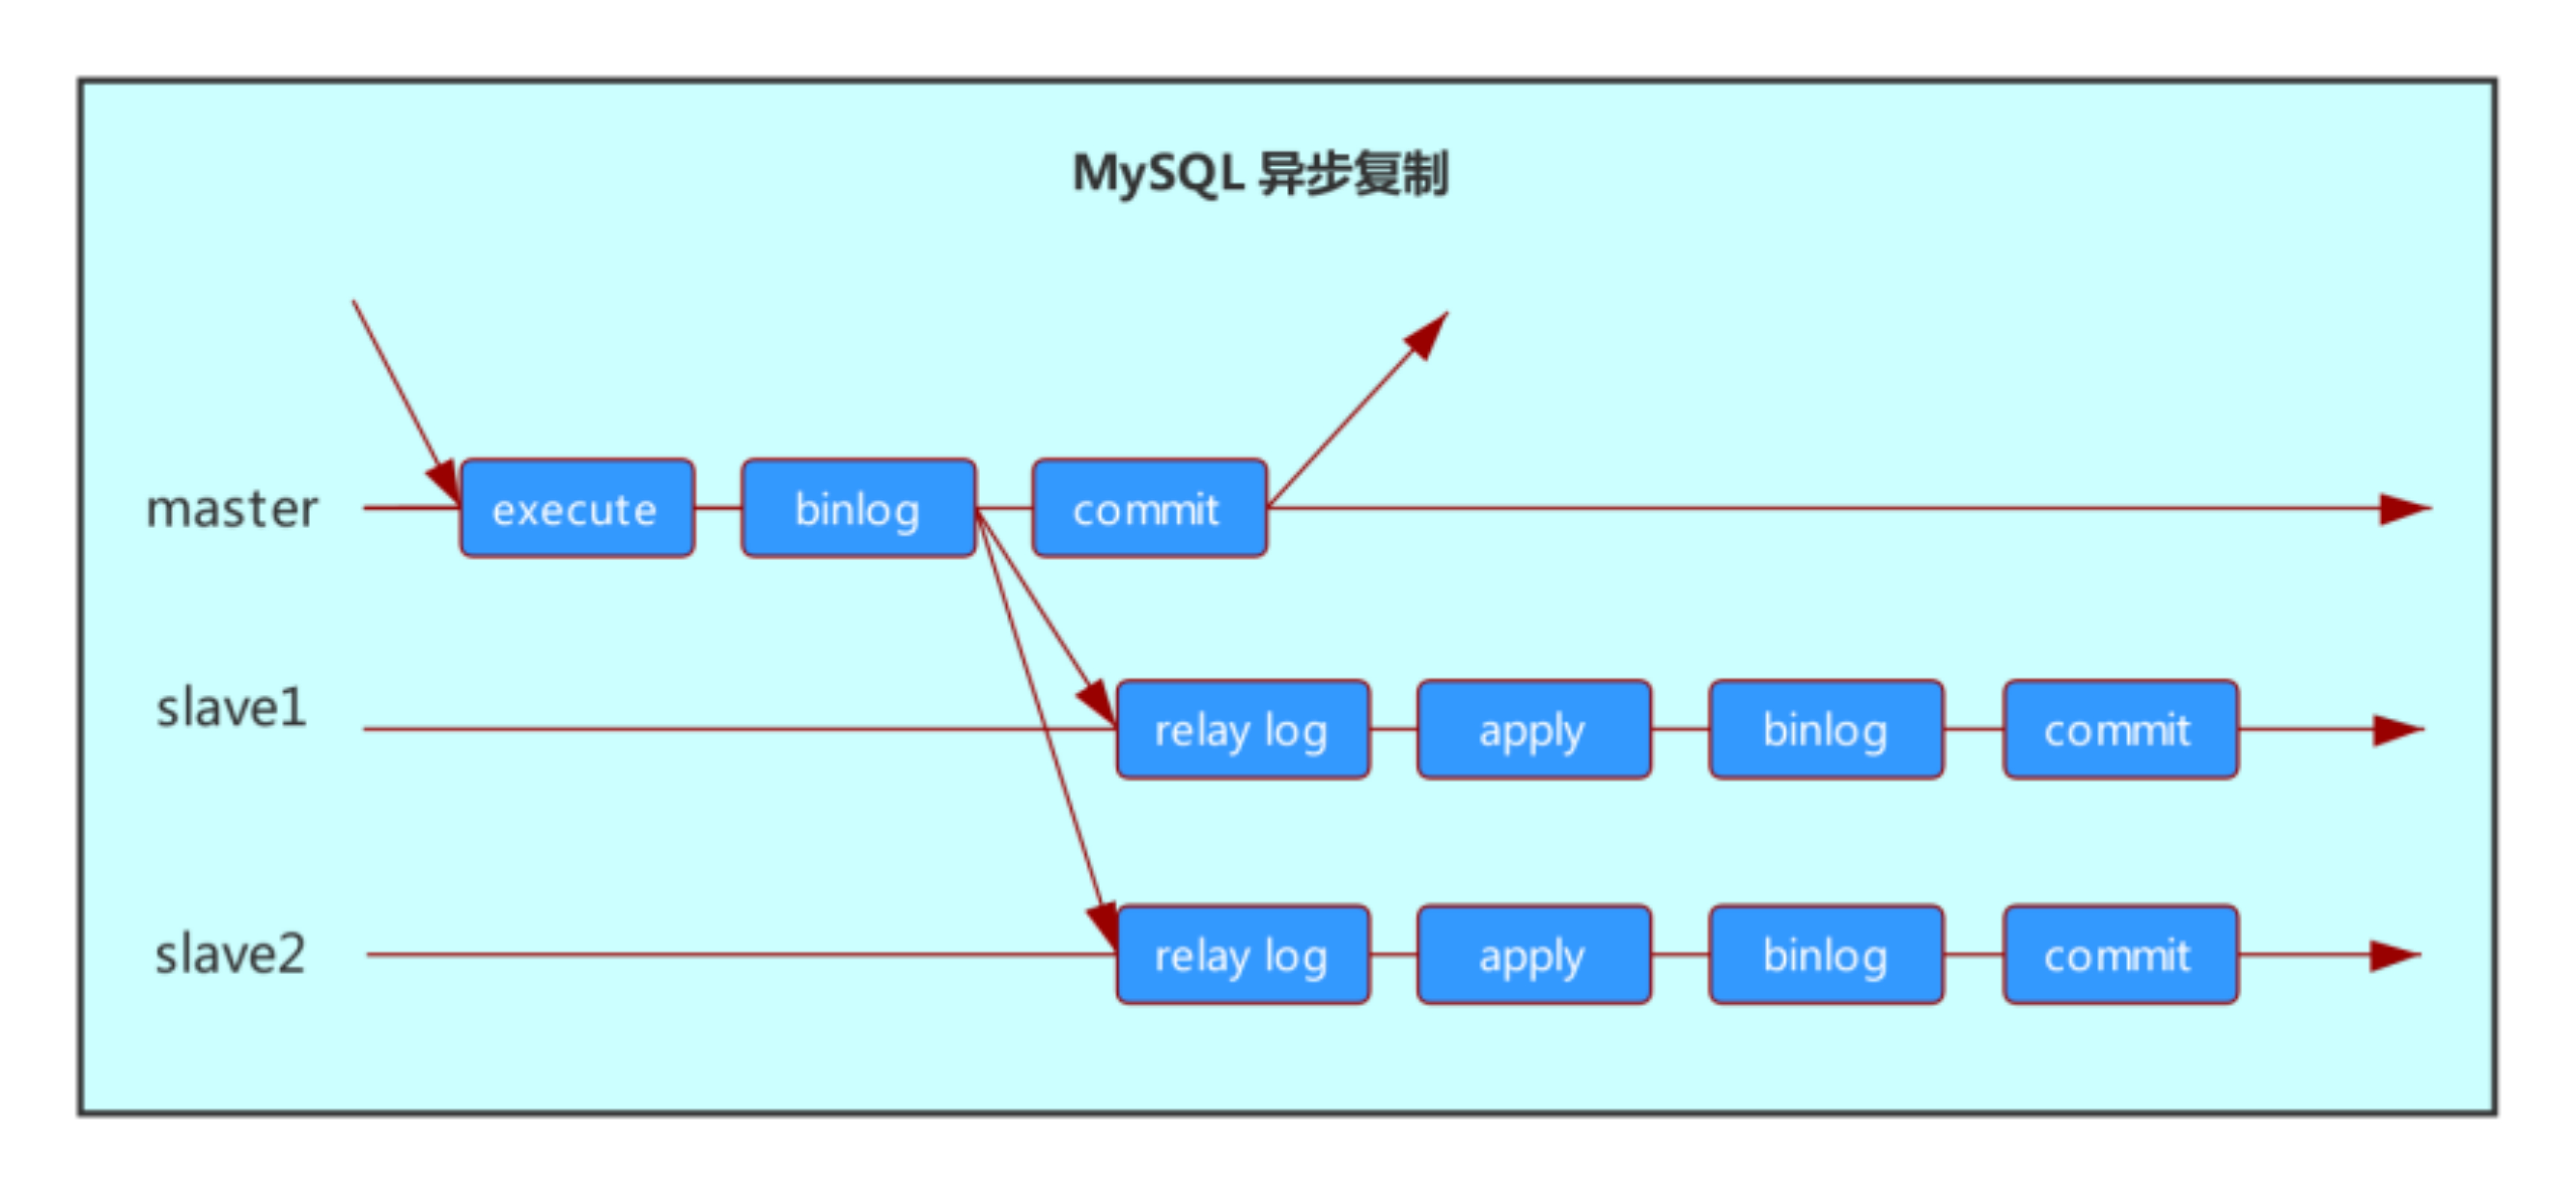 MySQL 异步复制
master execute binlog commit
slave1 relay log apply binlog commit
slave2 relay log apply binlog commit